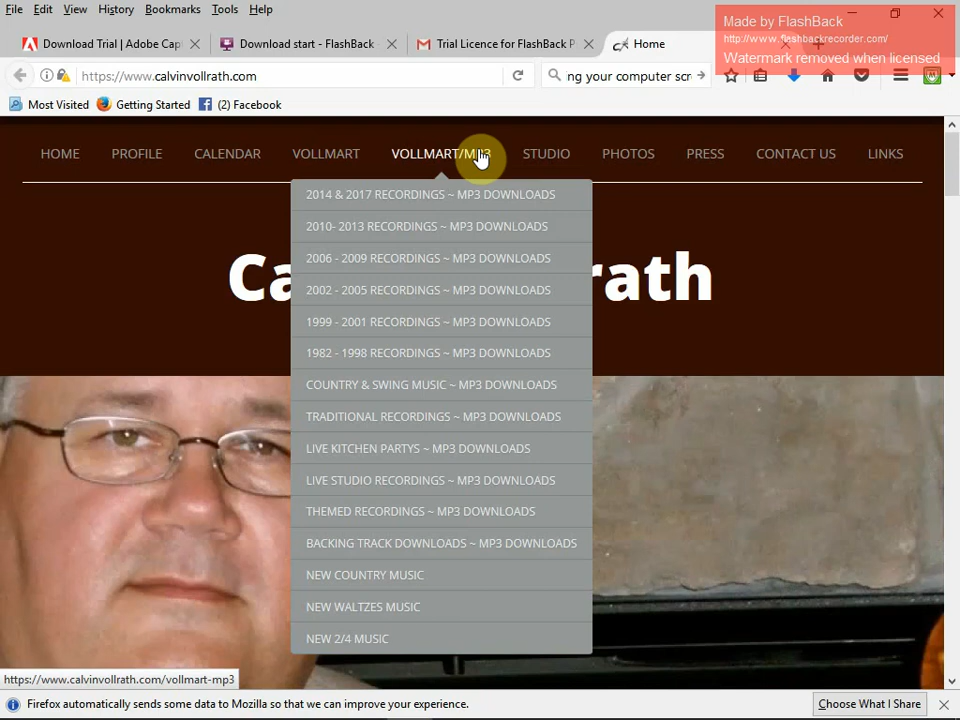 File Edit View History Bookmarks Tools Help
Made by FlashBack
http://www.flashbackrecorder.com/
Watermark removed when licensed
Download Trial | Adobe Cap
Download start - FlashBack
Trial Licence for FlashBack P
Home
https://www.calvinvollrath.com
ng your computer scr
Most Visited Getting Started (2) Facebook
HOME PROFILE CALENDAR VOLLMART VOLLMART/MP3 STUDIO PHOTOS PRESS CONTACT US LINKS
2014 & 2017 RECORDINGS ~ MP3 DOWNLOADS
2010- 2013 RECORDINGS ~ MP3 DOWNLOADS
2006 - 2009 RECORDINGS ~ MP3 DOWNLOADS
Ca rath
2002 - 2005 RECORDINGS ~ MP3 DOWNLOADS
1999 - 2001 RECORDINGS ~ MP3 DOWNLOADS
1982 - 1998 RECORDINGS ~ MP3 DOWNLOADS
COUNTRY & SWING MUSIC ~ MP3 DOWNLOADS
TRADITIONAL RECORDINGS ~ MP3 DOWNLOADS
LIVE KITCHEN PARTYS ~ MP3 DOWNLOADS
LIVE STUDIO RECORDINGS ~ MP3 DOWNLOADS
THEMED RECORDINGS ~ MP3 DOWNLOADS
BACKING TRACK DOWNLOADS ~ MP3 DOWNLOADS
NEW COUNTRY MUSIC
NEW WALTZES MUSIC
NEW 2/4 MUSIC
https://www.calvinvollrath.com/vollmart-mp3
Firefox automatically sends some data to Mozilla so that we can improve your experience.
Choose What I Share